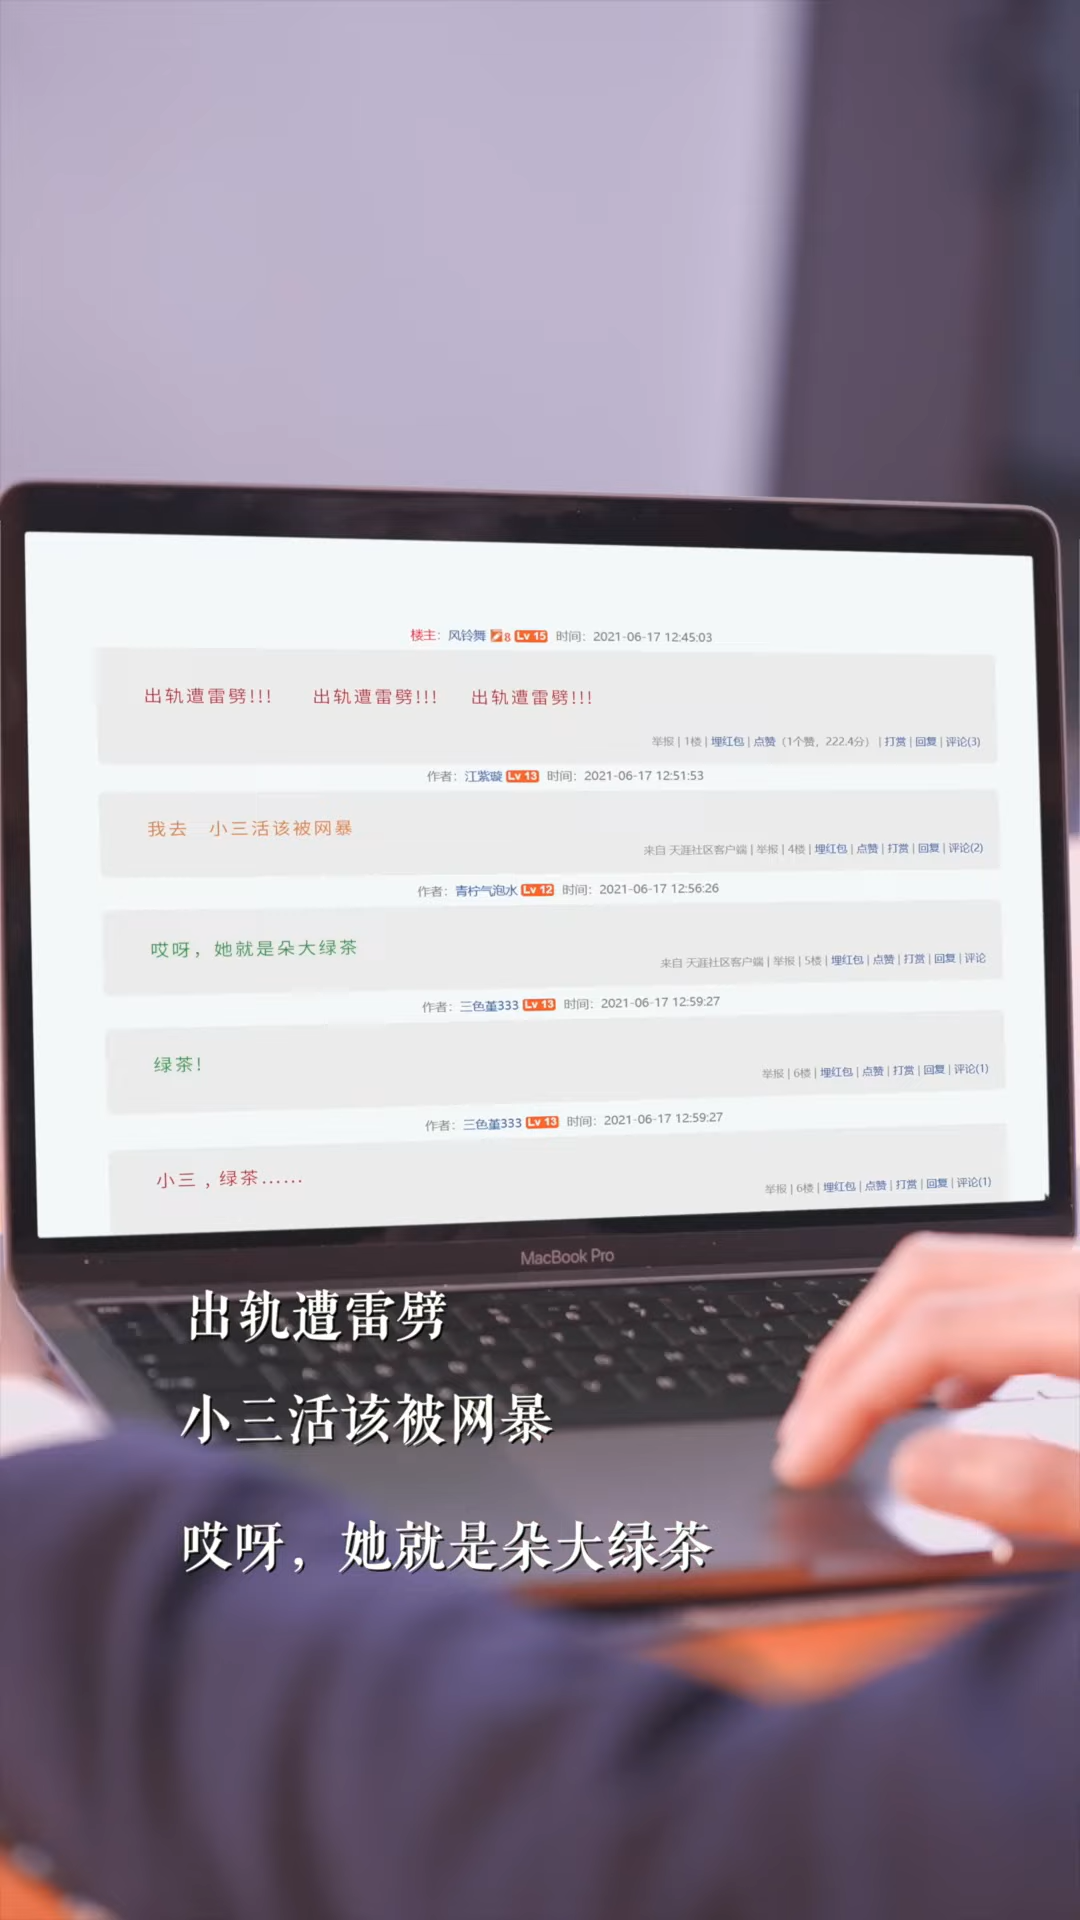 楼主：风铃舞 8 Lv 15 时间：2021-06-17 12:45:03
出轨遭雷劈!!! 出轨遭雷劈!!! 出轨遭雷劈!!!
举报 | 1楼 | 埋红包 | 点赞（1个赞，222.4分） | 打赏 | 回复 | 评论(3)
作者：江紫璇 Lv 13 时间：2021-06-17 12:51:53
我去 小三活该被网暴
来自 天涯社区客户端 | 举报 | 4楼 | 埋红包 | 点赞 | 打赏 | 回复 | 评论(2)
作者：青柠气泡水 Lv 12 时间：2021-06-17 12:56:26
哎呀，她就是朵大绿茶
来自 天涯社区客户端 | 举报 | 5楼 | 埋红包 | 点赞 | 打赏 | 回复 | 评论
作者：三色堇333 Lv 13 时间：2021-06-17 12:59:27
绿茶!
举报 | 6楼 | 埋红包 | 点赞 | 打赏 | 回复 | 评论(1)
作者：三色堇333 Lv 13 时间：2021-06-17 12:59:27
小三，绿茶……
举报 | 6楼 | 埋红包 | 点赞 | 打赏 | 回复 | 评论(1)
MacBook Pro
出轨遭雷劈
小三活该被网暴
哎呀，她就是朵大绿茶